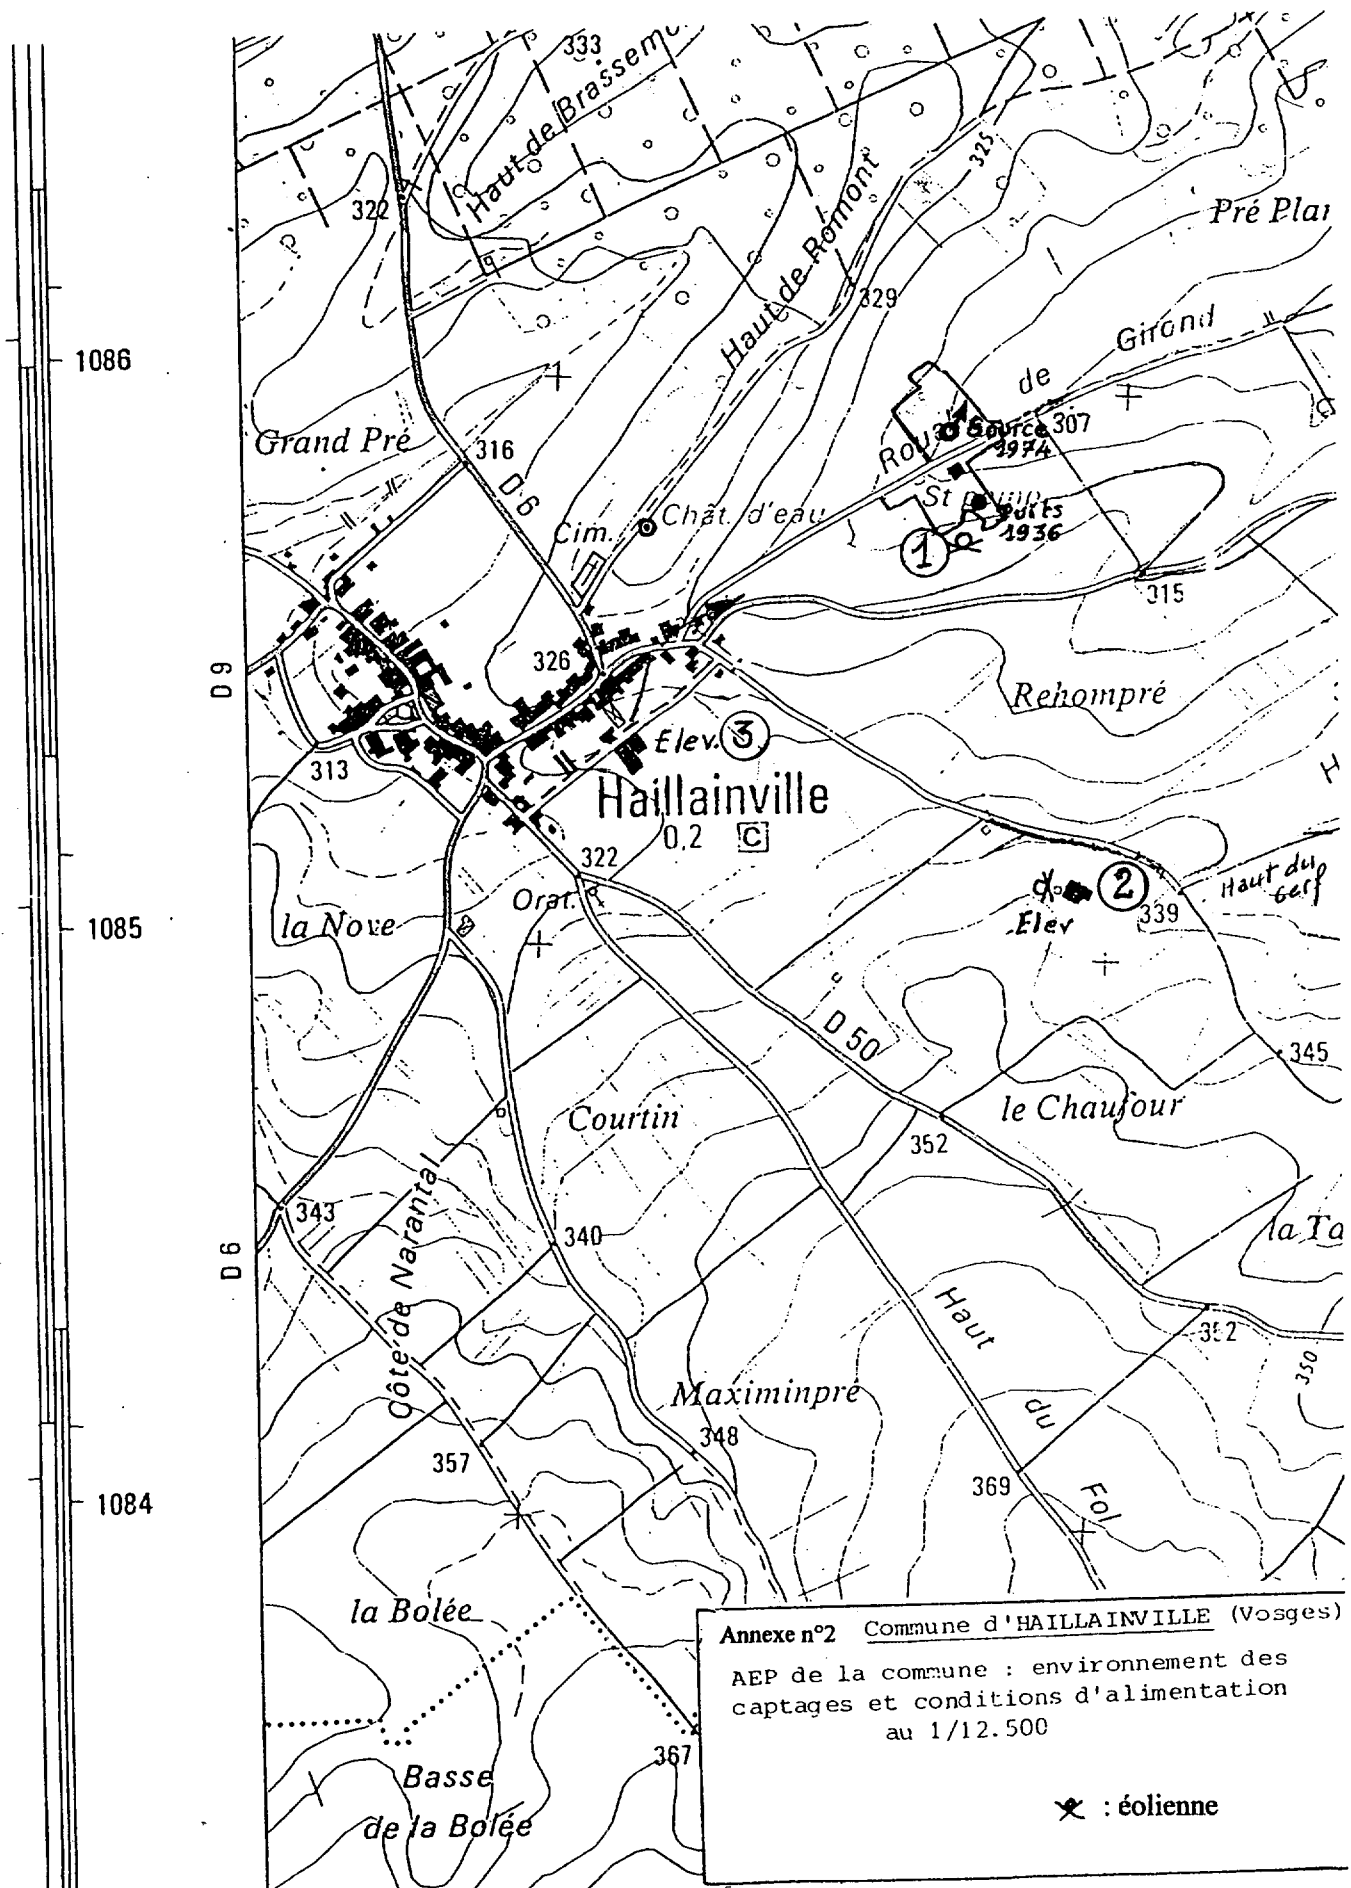 333
Haut de Brassem
322
Haut de Romont
325
Pré Plan
329
1086
Girond
de
Grand Pré
316
D 6
307
Source
1974
St pomp.
Puits
1936
Chât. d'eau
Cim.
1
315
326
D 9
Rehompré
Elev. 3
313
Haillainville
0,2 C
H
322
Orat.
2
Haut du
Cerf
339
Elev
la Nove
1085
D 50
345
le Chaufour
Courtin
352
343
Côte de Narantal
340
D 6
la Ta
Haut
352
350
Maximinpré
du
348
357
369
Fol
1084
la Bolée
367
Basse
de la Bolée
Annexe n°2 Commune d'HAILLAINVILLE (Vosges)
AEP de la commune : environnement des
captages et conditions d'alimentation
au 1/12.500
: éolienne